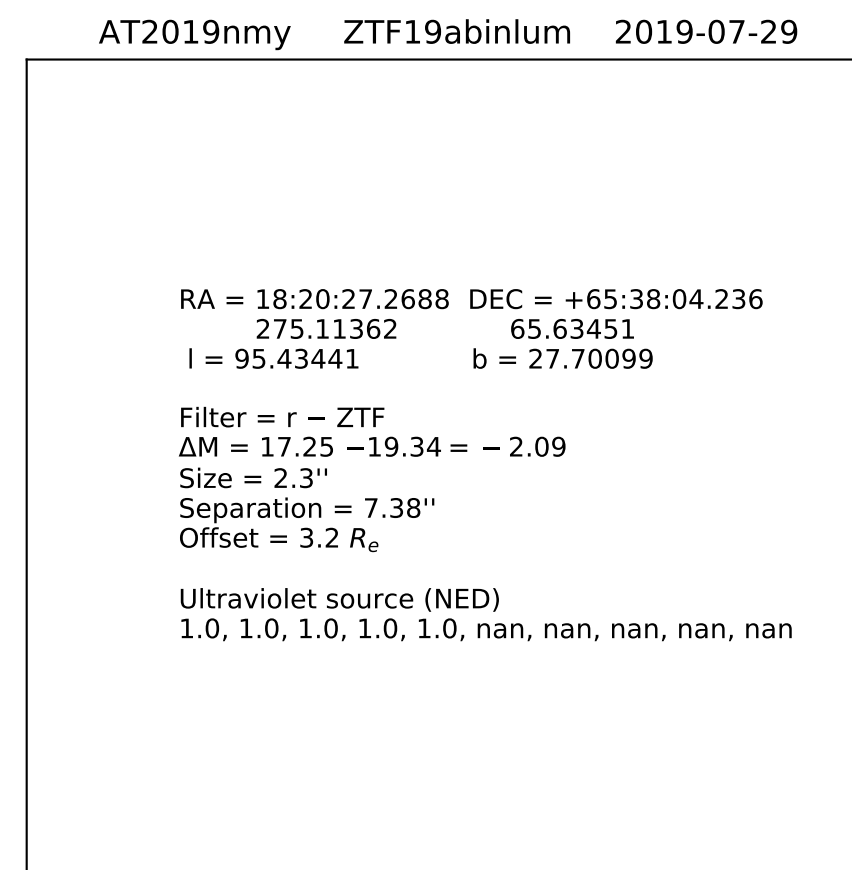 AT2019nmy ZTF19abinlum 2019-07-29
RA = 18:20:27.2688 DEC = +65:38:04.236
275.11362 65.63451
l = 95.43441 b = 27.70099
Filter = r − ZTF
ΔM = 17.25 −19.34 = − 2.09
Size = 2.3''
Separation = 7.38''
Offset = 3.2 Re
Ultraviolet source (NED)
1.0, 1.0, 1.0, 1.0, 1.0, nan, nan, nan, nan, nan